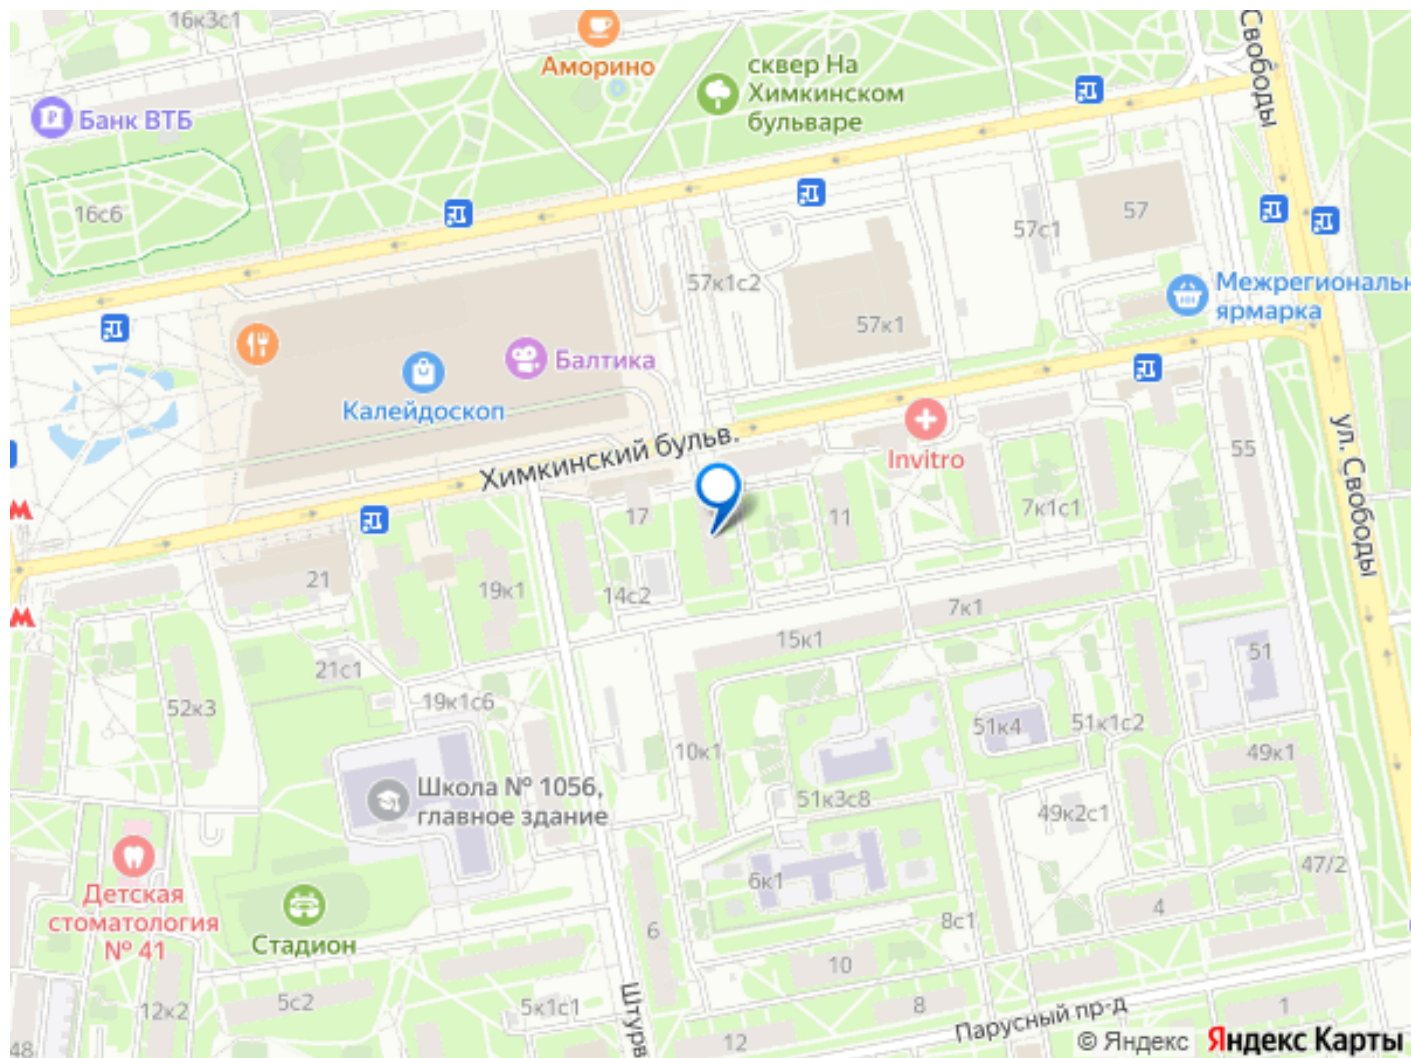 16к3с1
Аморино
сквер На
Химкинском
бульваре
Свободы
Банк ВТБ
16с6
57
57с1
57к1с2
57к1
Межрегиональн
ярмарка
Балтика
Калейдоскоп
Химкинский бульв.
Invitro
55
ул. Свободы
17
11
7к1с1
21
19к1
14с2
7к1
15к1
51
21с1
19к1с6
52к3
51к4
51к1с2
10к1
49к1
Школа № 1056,
главное здание
51к3с8
49к2с1
Детская
стоматология
№ 41
47/2
6к1
4
6
8с1
Стадион
10
5с2
5к1с1
12к2
Штурв
8
1
Парусный пр-д
12
48
© Яндекс Яндекс Карты